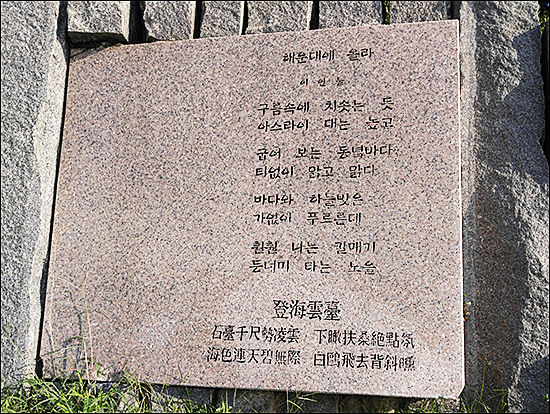 해운대에 올라
이 안 눌
구름속에 치솟는 듯
아스라이 대는 높고
굽어 보는 동녘바다
티없이 맑고 맑다
바다와 하늘빛은
가없이 푸르른데
훨훨 나는 갈매기
등너머 타는 노을
登海雲臺
石臺千尺勢凌雲 下瞰扶桑絶點氛
海色連天碧無際 白鷗飛去背斜曛